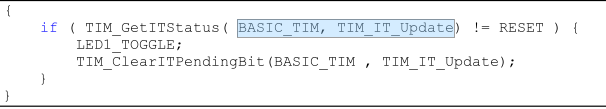 {
if ( TIM_GetITStatus( BASIC_TIM, TIM_IT_Update) != RESET ) {
LED1_TOGGLE;
TIM_ClearITPendingBit(BASIC_TIM , TIM_IT_Update);
}
}